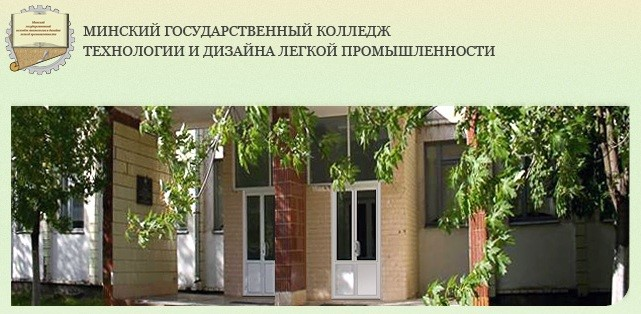 МИНСКИЙ ГОСУДАРСТВЕННЫЙ КОЛЛЕДЖ
ТЕХНОЛОГИИ И ДИЗАЙНА ЛЕГКОЙ ПРОМЫШЛЕННОСТИ